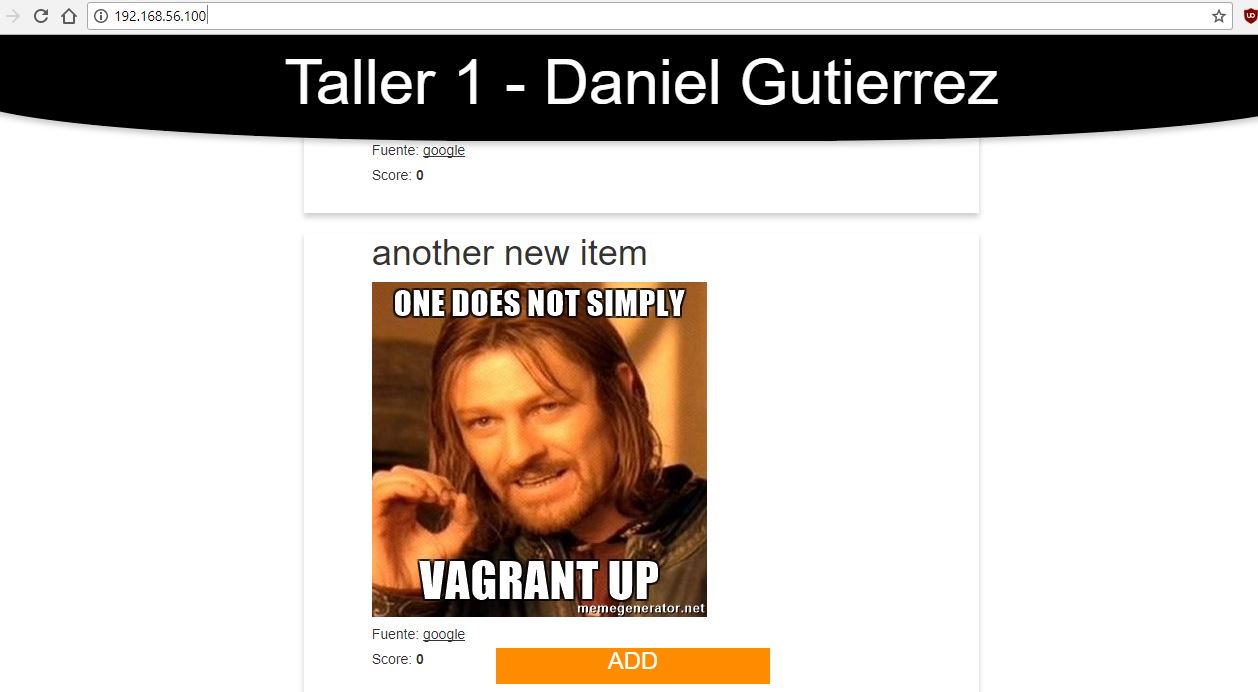 192.168.56.100
Taller 1 - Daniel Gutierrez
Fuente: google
Score: 0
another new item
ONE DOES NOT SIMPLY
VAGRANT UP
memegenerator.net
Fuente: google
Score: 0
ADD